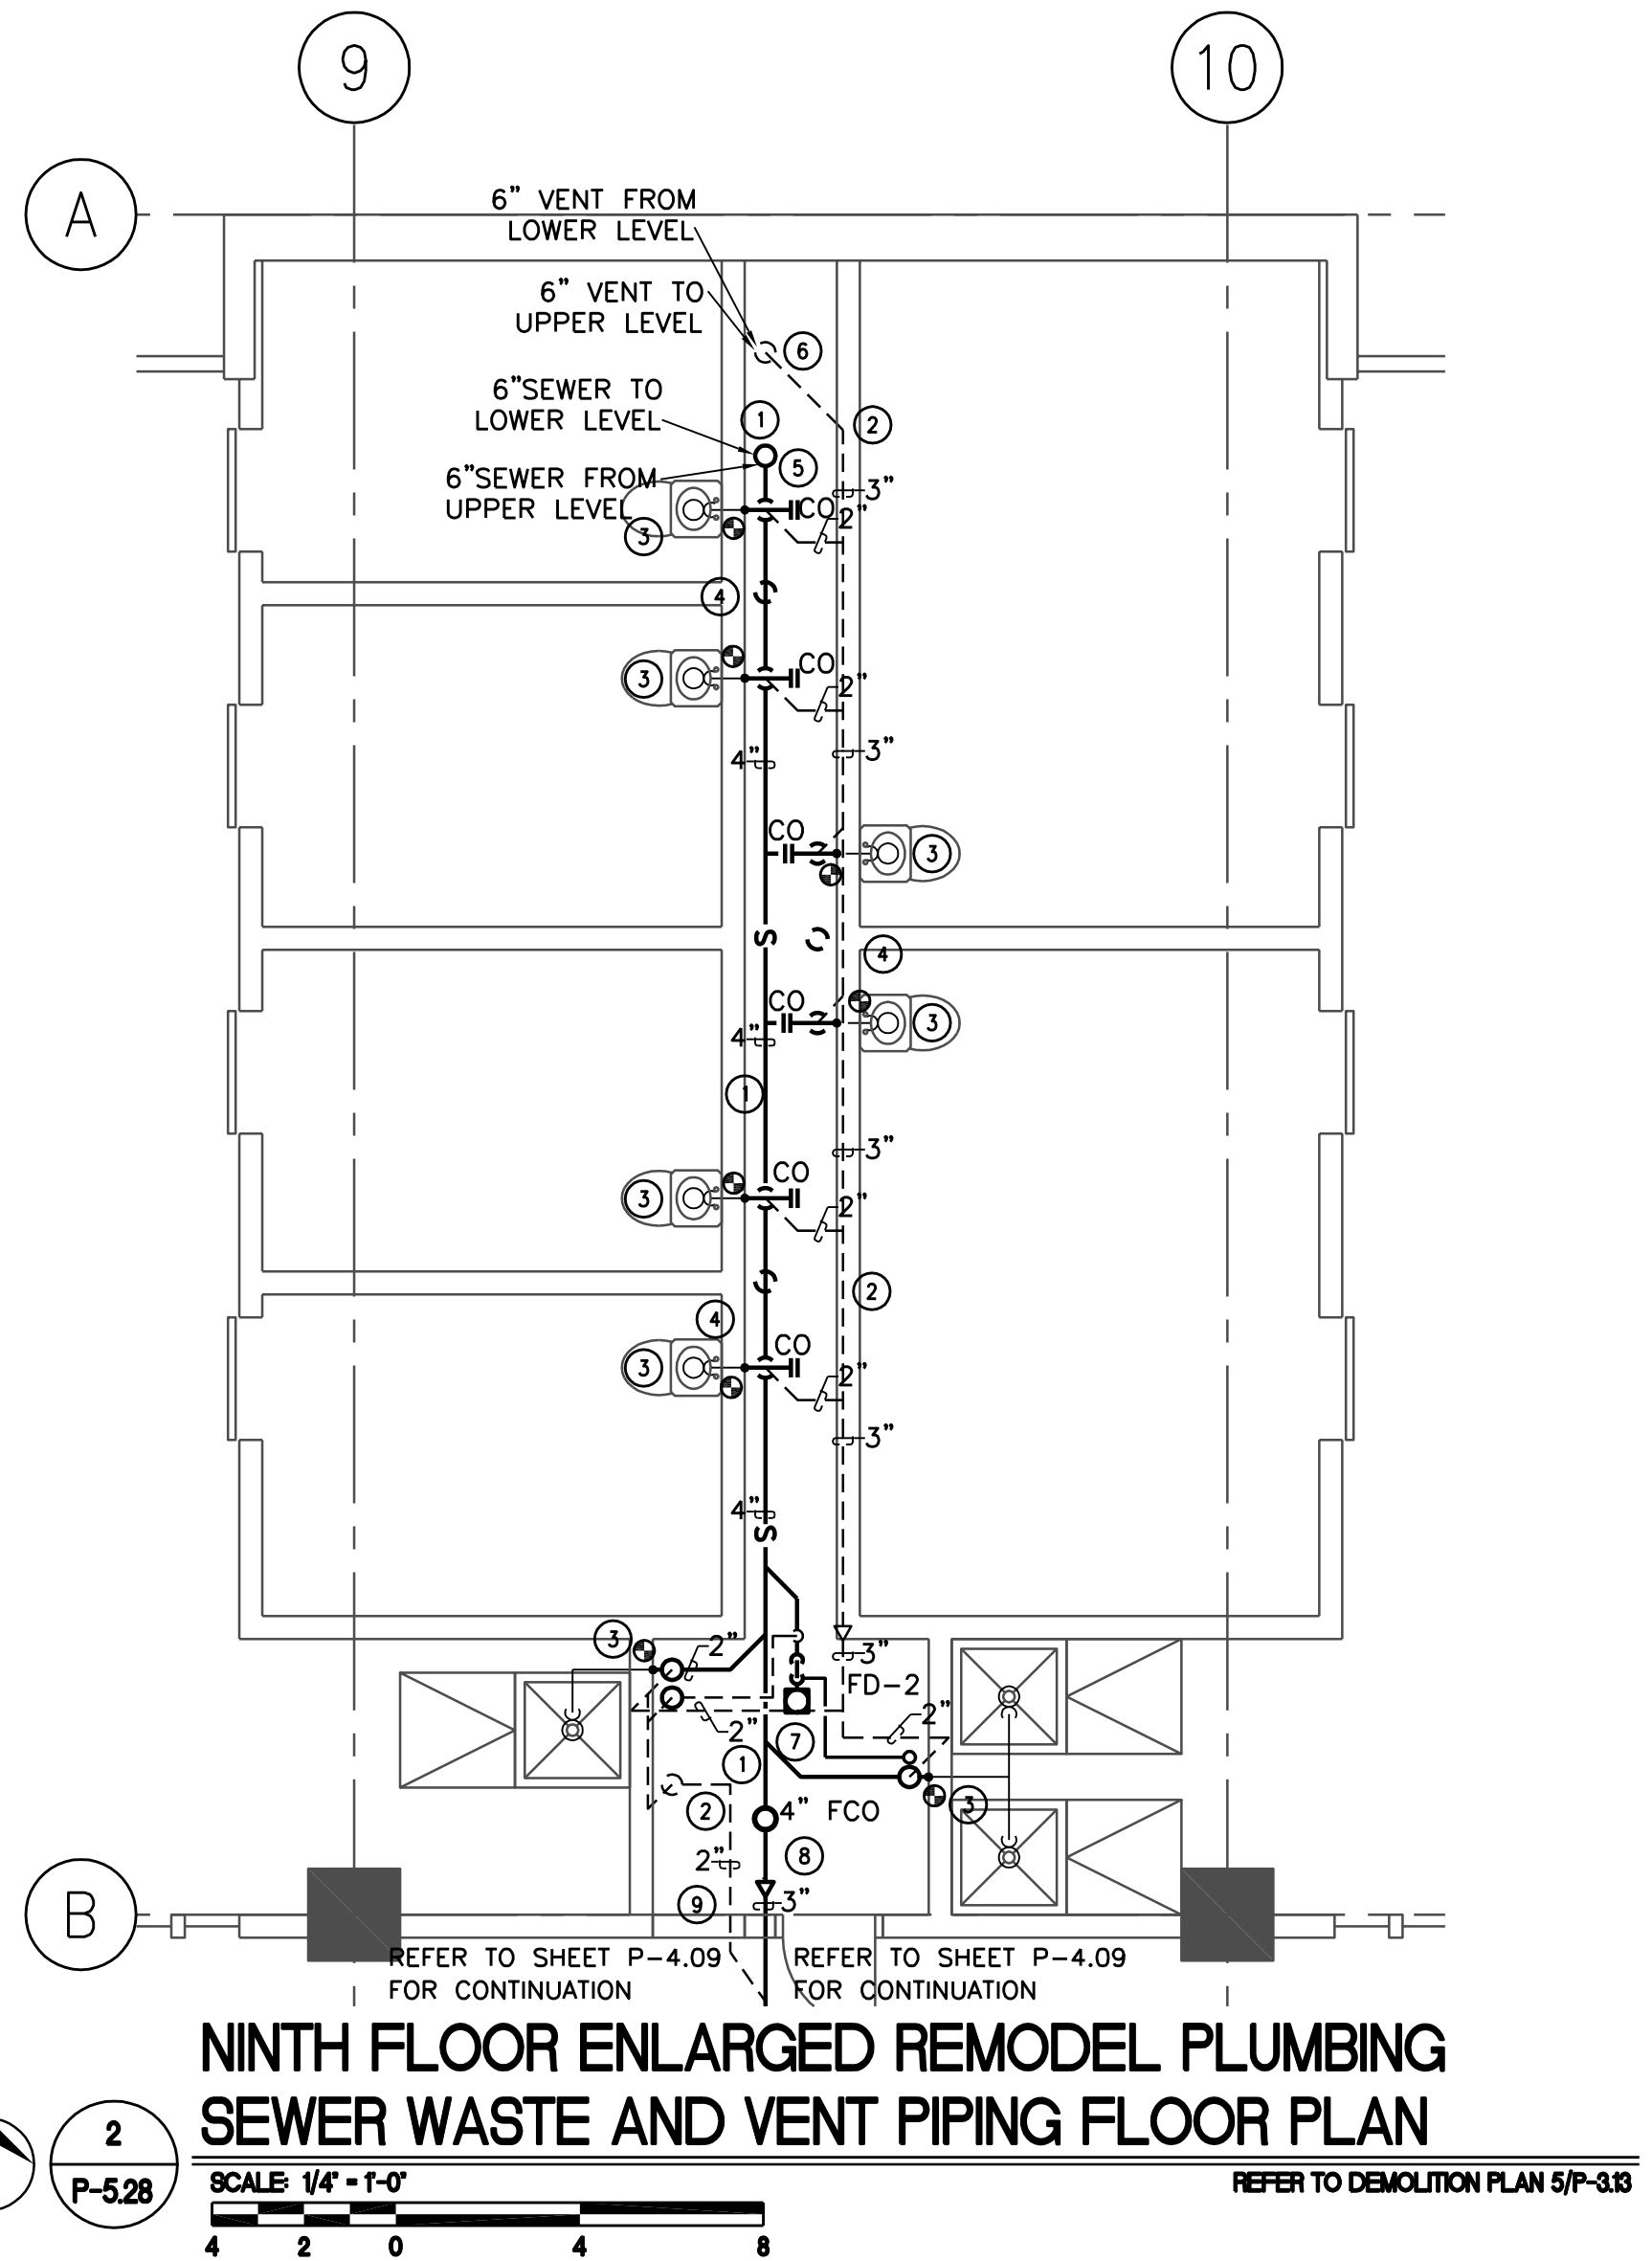 9
10
A
6" VENT FROM
LOWER LEVEL
6" VENT TO
UPPER LEVEL
6
6"SEWER TO
LOWER LEVEL
1
2
6"SEWER FROM
UPPER LEVEL
5
3"
CO
2"
3
4
CO
3
2"
4"
3"
CO
3
4
S
CO
3
4"
1
3"
CO
3
2"
2
4
CO
3
2"
3"
4"
S
3
2"
3"
FD-2
2"
2"
7
1
2
3
4" FCO
2"
8
9
3"
B
REFER TO SHEET P-4.09
FOR CONTINUATION
REFER TO SHEET P-4.09
FOR CONTINUATION
NINTH FLOOR ENLARGED REMODEL PLUMBING
SEWER WASTE AND VENT PIPING FLOOR PLAN
2
P-5.28
SCALE: 1/4" = 1'-0"
REFER TO DEMOLITION PLAN 5/P-3.13
4 2 0 4 8